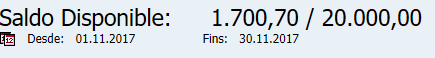 Saldo Disponible: 1.700,70 / 20.000,00
Desde: 01.11.2017 Fins: 30.11.2017